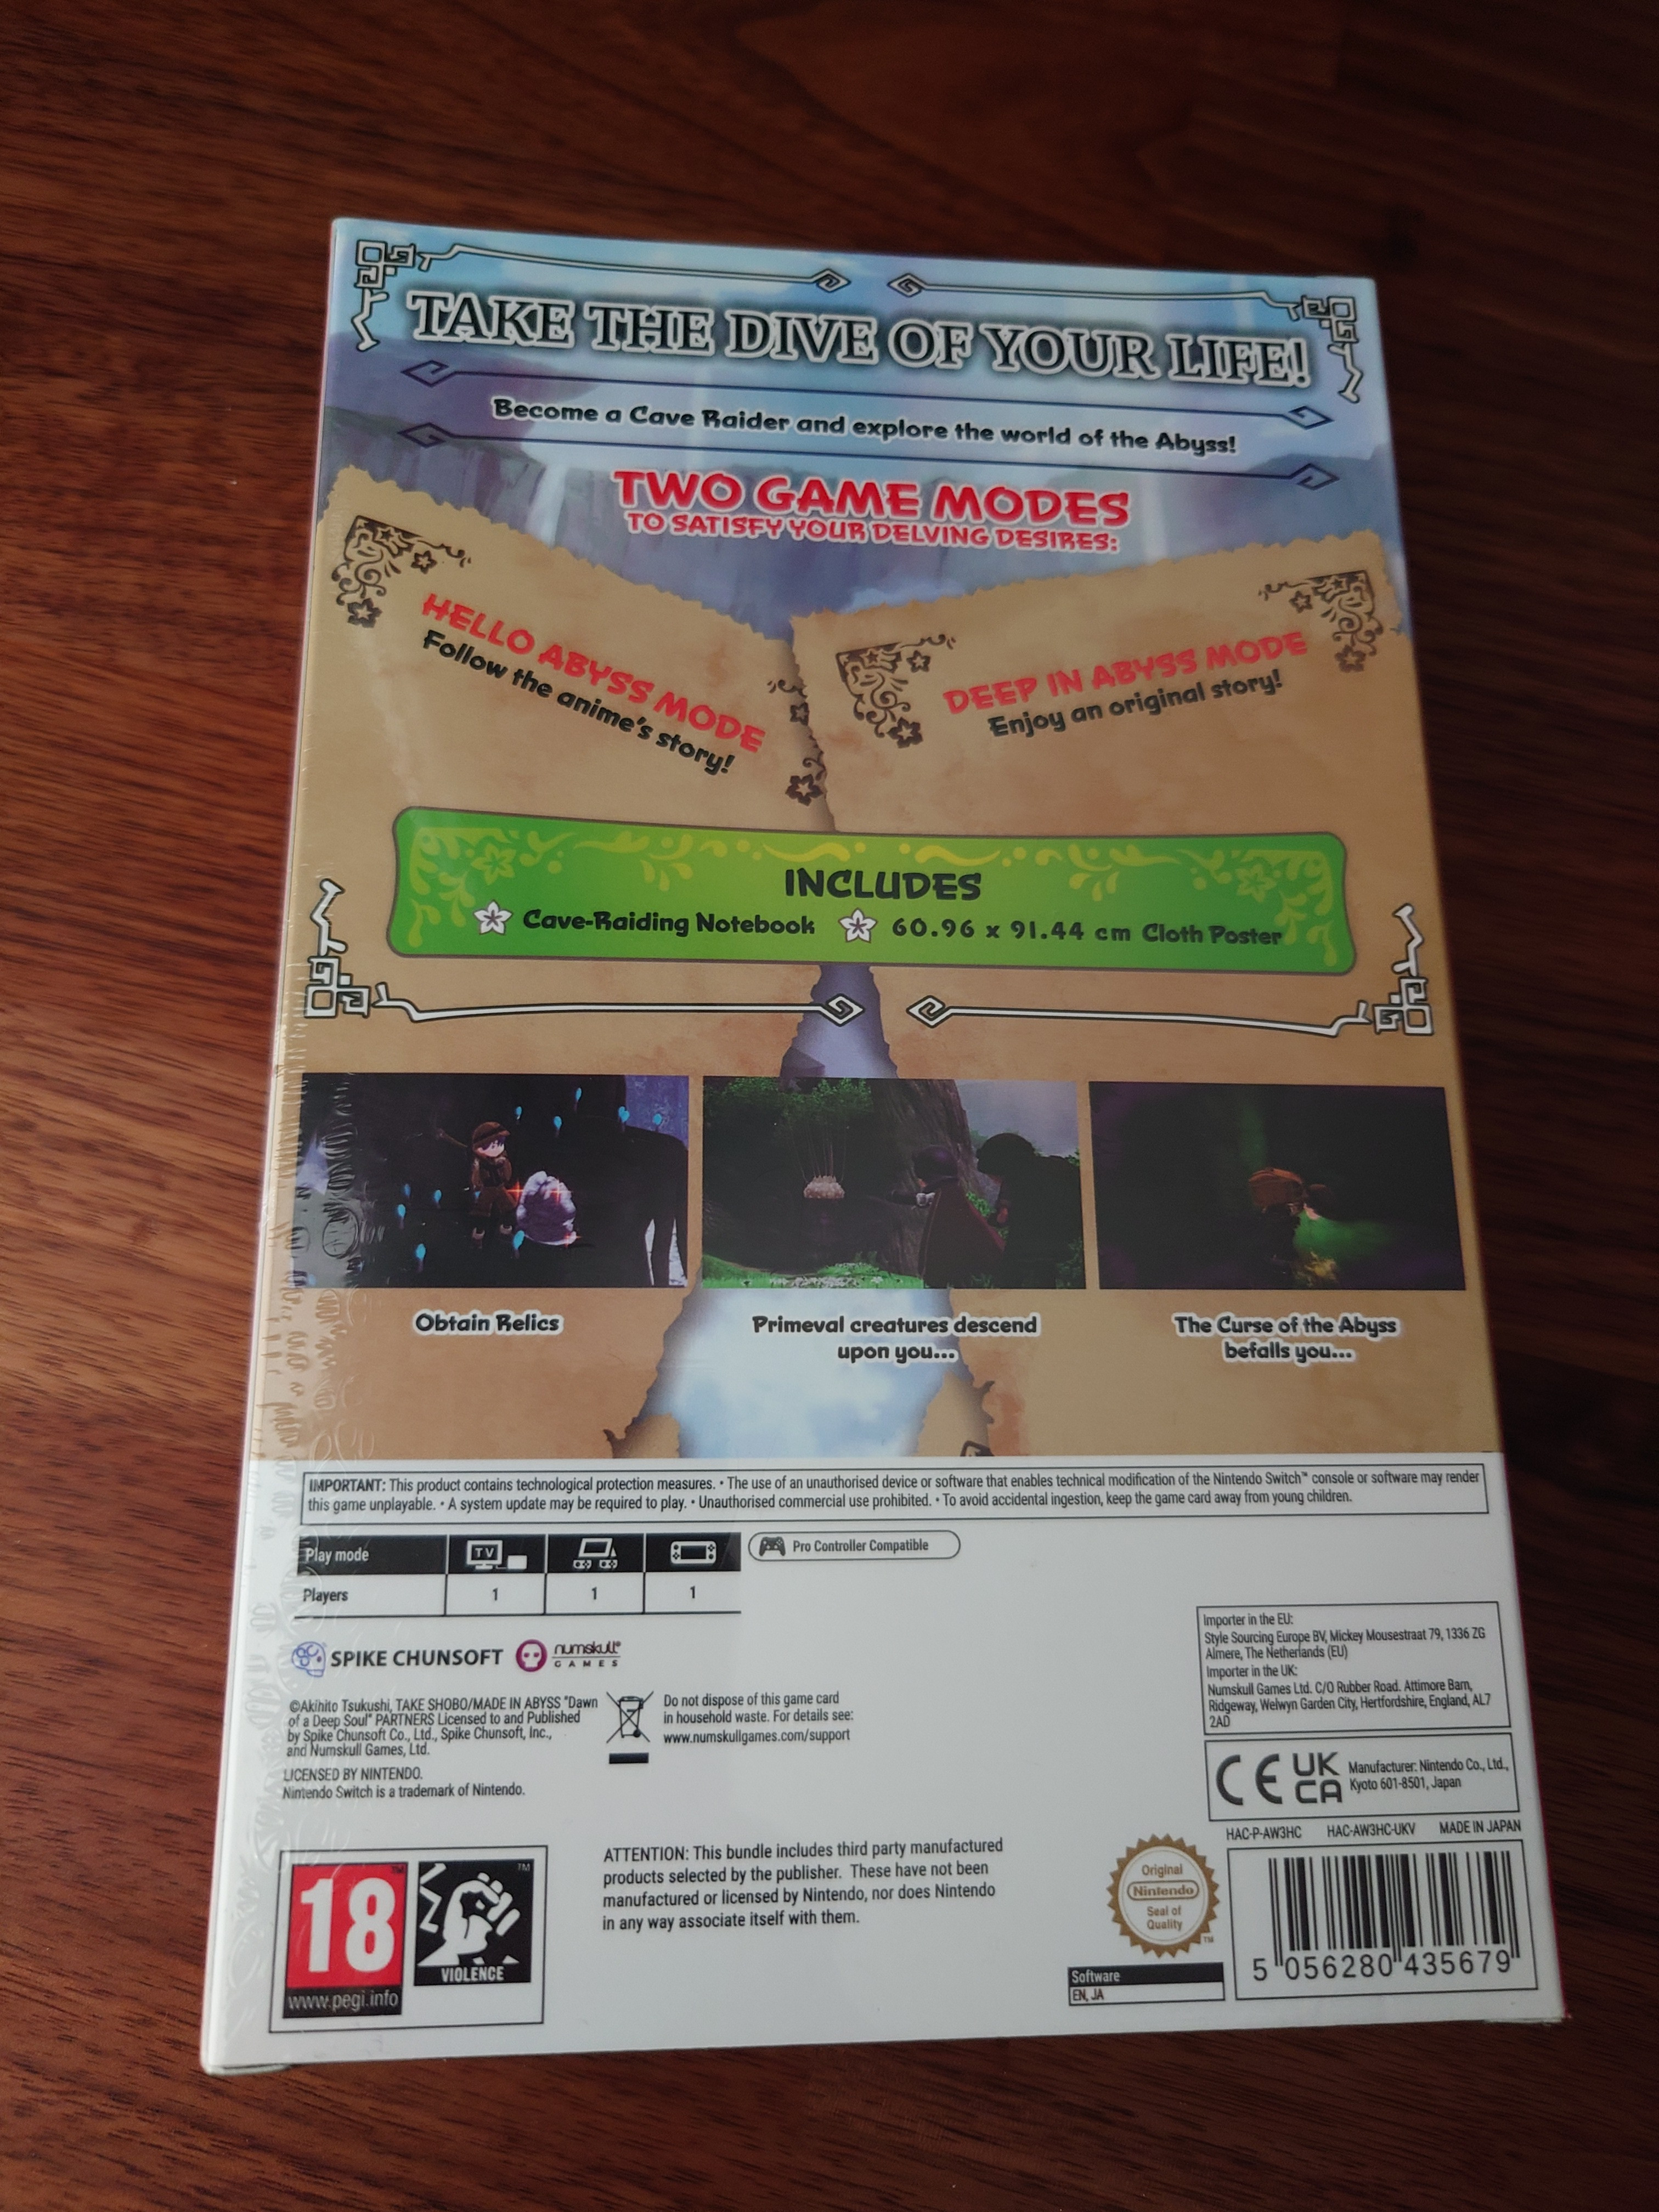 TAKE THE DIVE OF YOUR LIFE!
Become a Cave Raider and explore the world of the Abyss!
TWO GAME MODES
TO SATISFY YOUR DELVING DESIRES:
HELLO ABYSS MODE
Follow the anime's story!
DEEP IN ABYSS MODE
Enjoy an original story!
INCLUDES
Cave-Raiding Notebook 60.96 x 91.44 cm Cloth Poster
Obtain Relics
Primeval creatures descend
upon you...
The Curse of the Abyss
befalls you...
IMPORTANT: This product contains technological protection measures. • The use of an unauthorised device or software that enables technical modification of the Nintendo Switch™ console or software may render
this game unplayable. • A system update may be required to play. • Unauthorised commercial use prohibited. • To avoid accidental ingestion, keep the game card away from young children.
Play mode TV
Players 1 1 1
Pro Controller Compatible
SPIKE CHUNSOFT numskull® GAMES
©Akihito Tsukushi, TAKE SHOBO/MADE IN ABYSS "Dawn
of a Deep Soul" PARTNERS Licensed to and Published
by Spike Chunsoft Co., Ltd., Spike Chunsoft, Inc.,
and Numskull Games, Ltd.
LICENSED BY NINTENDO.
Nintendo Switch is a trademark of Nintendo.
Do not dispose of this game card
in household waste. For details see:
www.numskullgames.com/support
Importer in the EU:
Style Sourcing Europe BV, Mickey Mousestraat 79, 1336 ZG
Almere, The Netherlands (EU)
Importer in the UK:
Numskull Games Ltd. C/O Rubber Road. Attimore Barn,
Ridgeway, Welwyn Garden City, Hertfordshire, England, AL7
2AD
CE UK
CA
Manufacturer: Nintendo Co., Ltd.,
Kyoto 601-8501, Japan
HAC-P-AW3HC HAC-AW3HC-UKV MADE IN JAPAN
18™
www.pegi.info
™
VIOLENCE
ATTENTION: This bundle includes third party manufactured
products selected by the publisher. These have not been
manufactured or licensed by Nintendo, nor does Nintendo
in any way associate itself with them.
Original
Nintendo
Seal of
Quality
™
Software
EN, JA
5 056280 435679